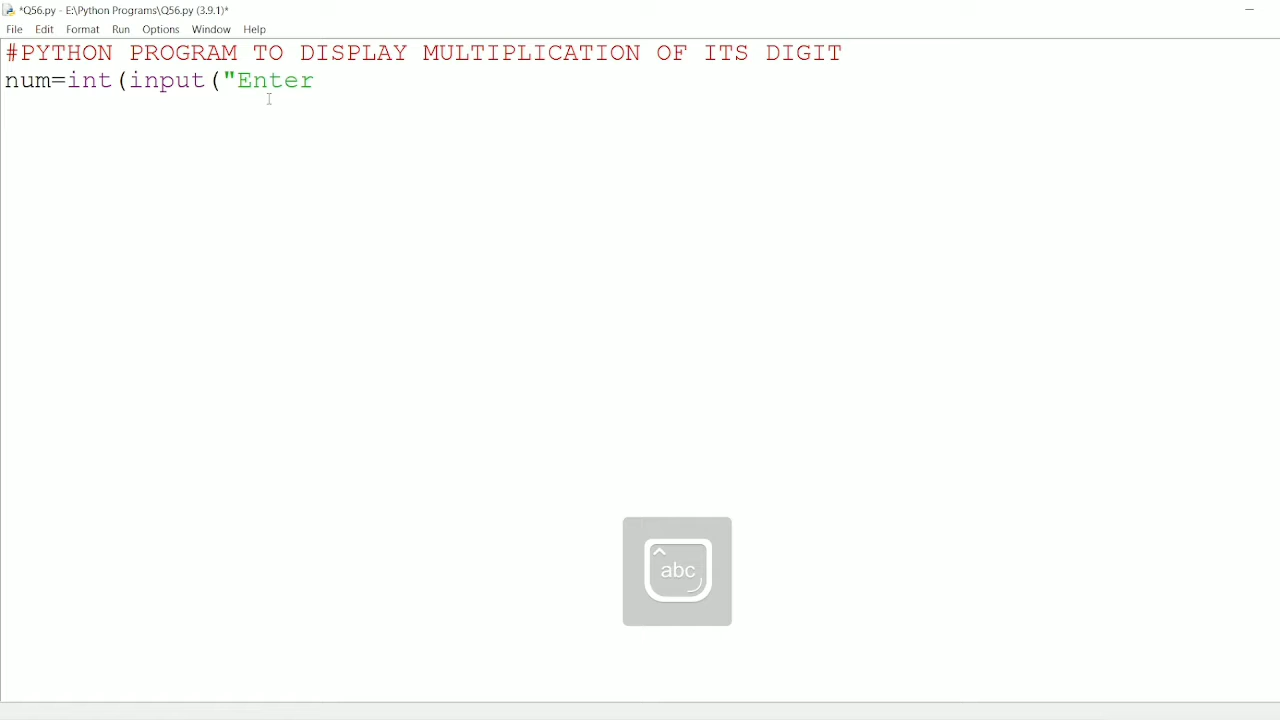 *Q56.py - E:\Python Programs\Q56.py (3.9.1)*
File Edit Format Run Options Window Help
#PYTHON PROGRAM TO DISPLAY MULTIPLICATION OF ITS DIGIT
num=int(input("Enter
abc